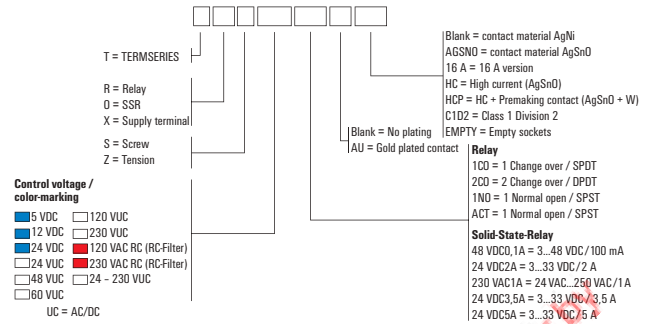 T = TERMSERIES
R = Relay
O = SSR
X = Supply terminal
S = Screw
Z = Tension
Control voltage /
color-marking
5 VDC 120 VUC
12 VDC 230 VUC
24 VDC 120 VAC RC (RC-Filter)
24 VUC 230 VAC RC (RC-Filter)
48 VUC 24 – 230 VUC
60 VUC
UC = AC/DC
Blank = No plating
AU = Gold plated contact
Blank = contact material AgNi
AGSNO = contact material AgSnO
16 A = 16 A version
HC = High current (AgSnO)
HCP = HC + Premaking contact (AgSnO + W)
C1D2 = Class 1 Division 2
EMPTY = Empty sockets
Relay
1CO = 1 Change over / SPDT
2CO = 2 Change over / DPDT
1NO = 1 Normal open / SPST
ACT = 1 Normal open / SPST
Solid-State-Relay
48 VDC0,1A = 3...48 VDC/100 mA
24 VDC2A = 3...33 VDC/2 A
230 VAC1A = 24 VAC...250 VAC/1A
24 VDC3,5A = 3...33 VDC/3,5 A
24 VDC5A = 3...33 VDC/5 A